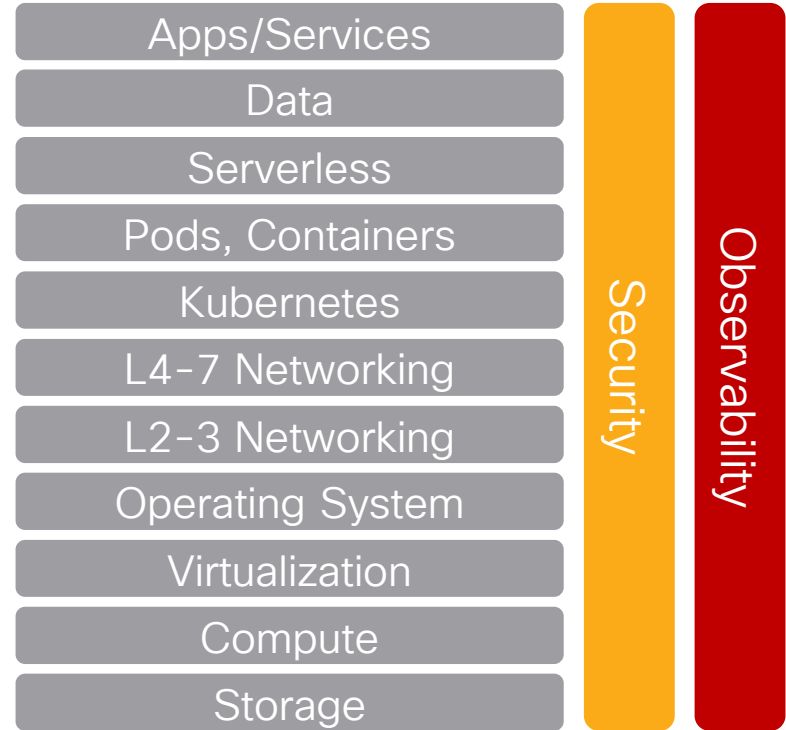 Apps/Services
Data
Serverless
Pods, Containers
Kubernetes
L4-7 Networking
L2-3 Networking
Operating System
Virtualization
Compute
Storage
Security
Observability